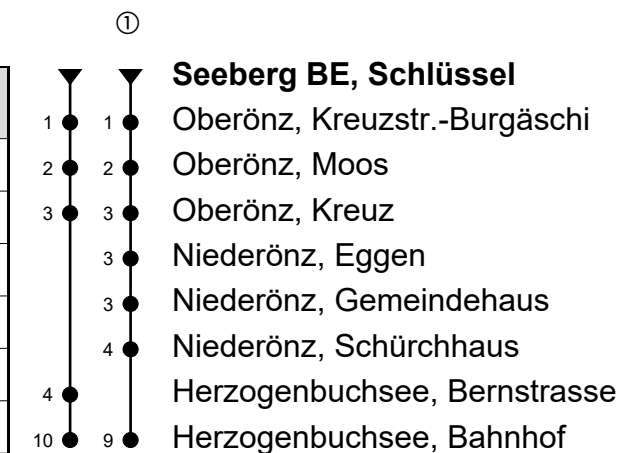 ①
Seeberg BE, Schlüssel
1 1 Oberönz, Kreuzstr.-Burgäschi
2 2 Oberönz, Moos
3 3 Oberönz, Kreuz
3 Niederönz, Eggen
3 Niederönz, Gemeindehaus
4 Niederönz, Schürchhaus
4 Herzogenbuchsee, Bernstrasse
10 9 Herzogenbuchsee, Bahnhof